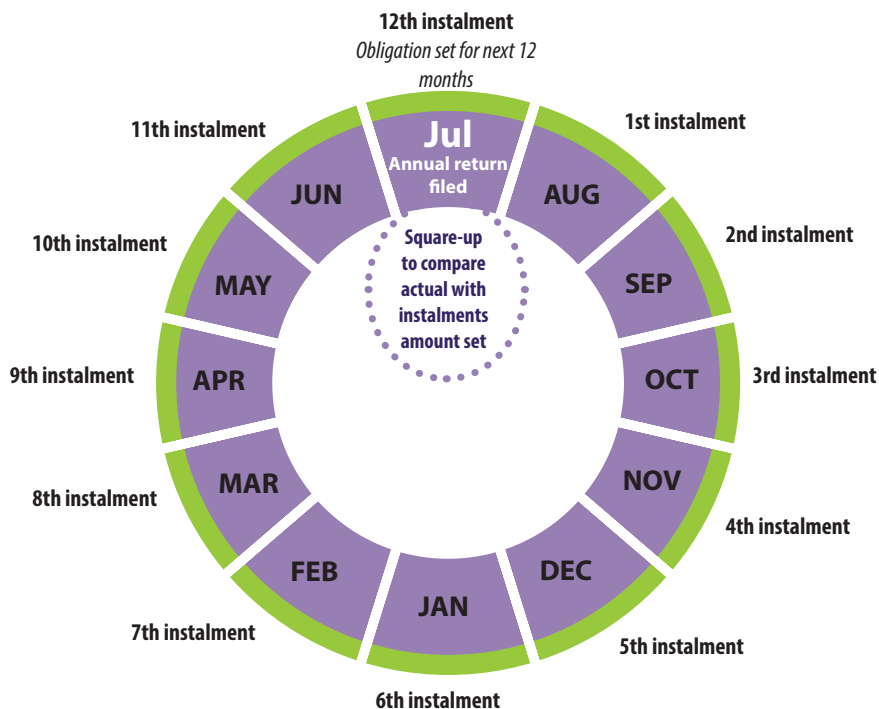 12th instalment
Obligation set for next 12
months
Jul
Annual return
filed
Square-up
to compare
actual with
instalments
amount set
1st instalment
AUG
2nd instalment
SEP
3rd instalment
OCT
4th instalment
NOV
5th instalment
DEC
6th instalment
JAN
7th instalment
FEB
8th instalment
MAR
9th instalment
APR
10th instalment
MAY
11th instalment
JUN